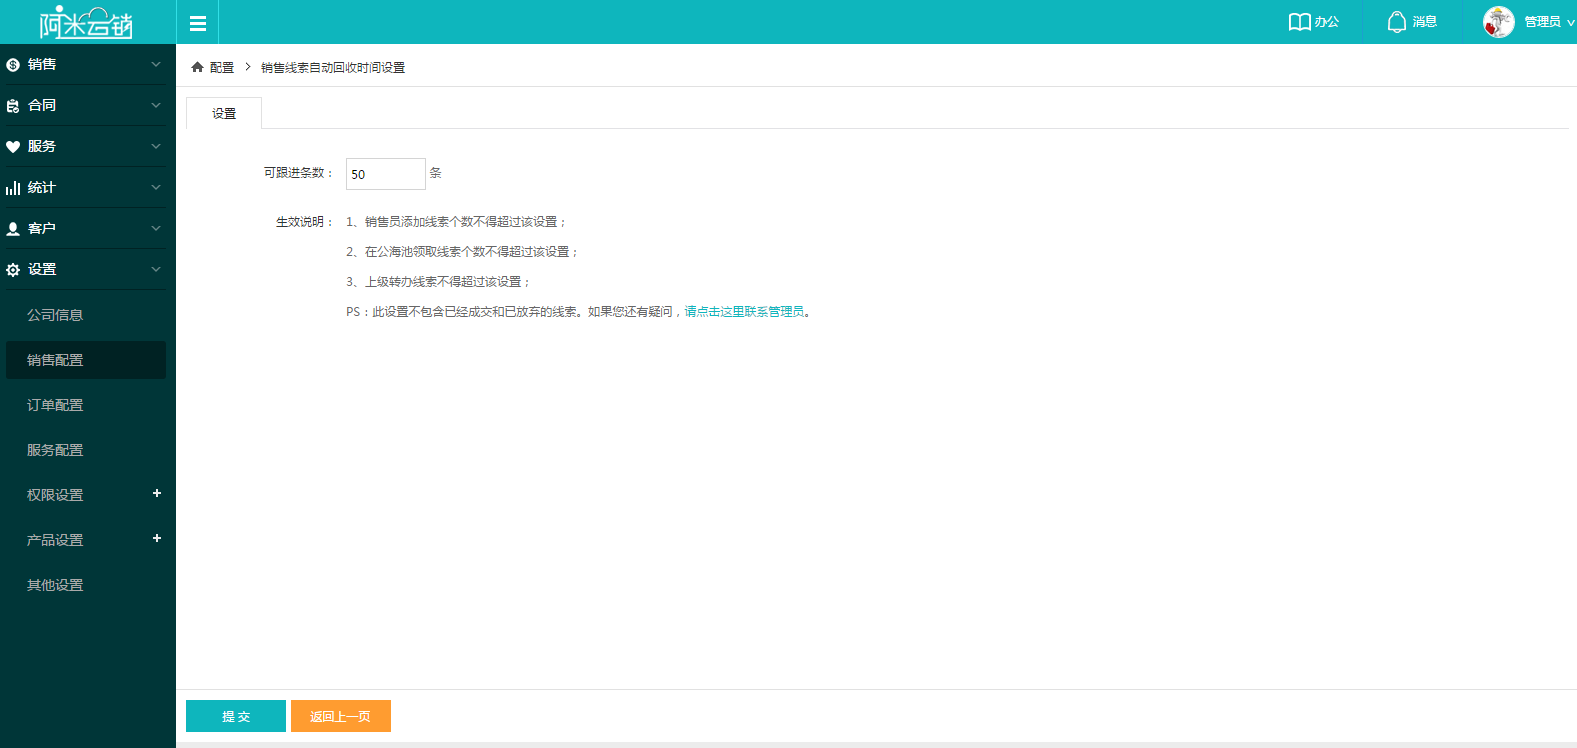 阿米云销
办公
消息
管理员
销售
合同
服务
统计
客户
设置
公司信息
销售配置
订单配置
服务配置
权限设置
产品设置
其他设置
配置 > 销售线索自动回收时间设置
设置
可跟进条数： 50 条
生效说明： 1、销售员添加线索个数不得超过该设置；
2、在公海池领取线索个数不得超过该设置；
3、上级转办线索不得超过该设置；
PS：此设置不包含已经成交和已放弃的线索。如果您还有疑问，请点击这里联系管理员。
提 交
返回上一页